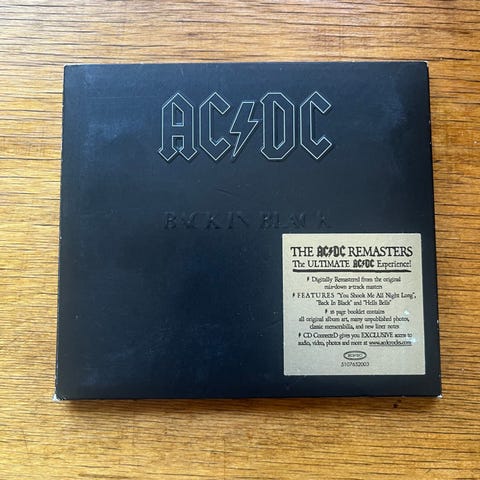 AC⚡DC
BACK IN BLACK
THE AC⚡DC REMASTERS
The ULTIMATE AC⚡DC Experience!
Digitally Remastered from the original
mix-down 2-track masters
FEATURES "You Shook Me All Night Long",
"Back In Black" and "Hells Bells"
16 page booklet contains
all original album art, many unpublished photos,
classic memorabilia, and new liner notes
CD ConnecteD gives you EXCLUSIVE access to
audio, video, photos and more at www.acdcrocks.com
epic
5107652003